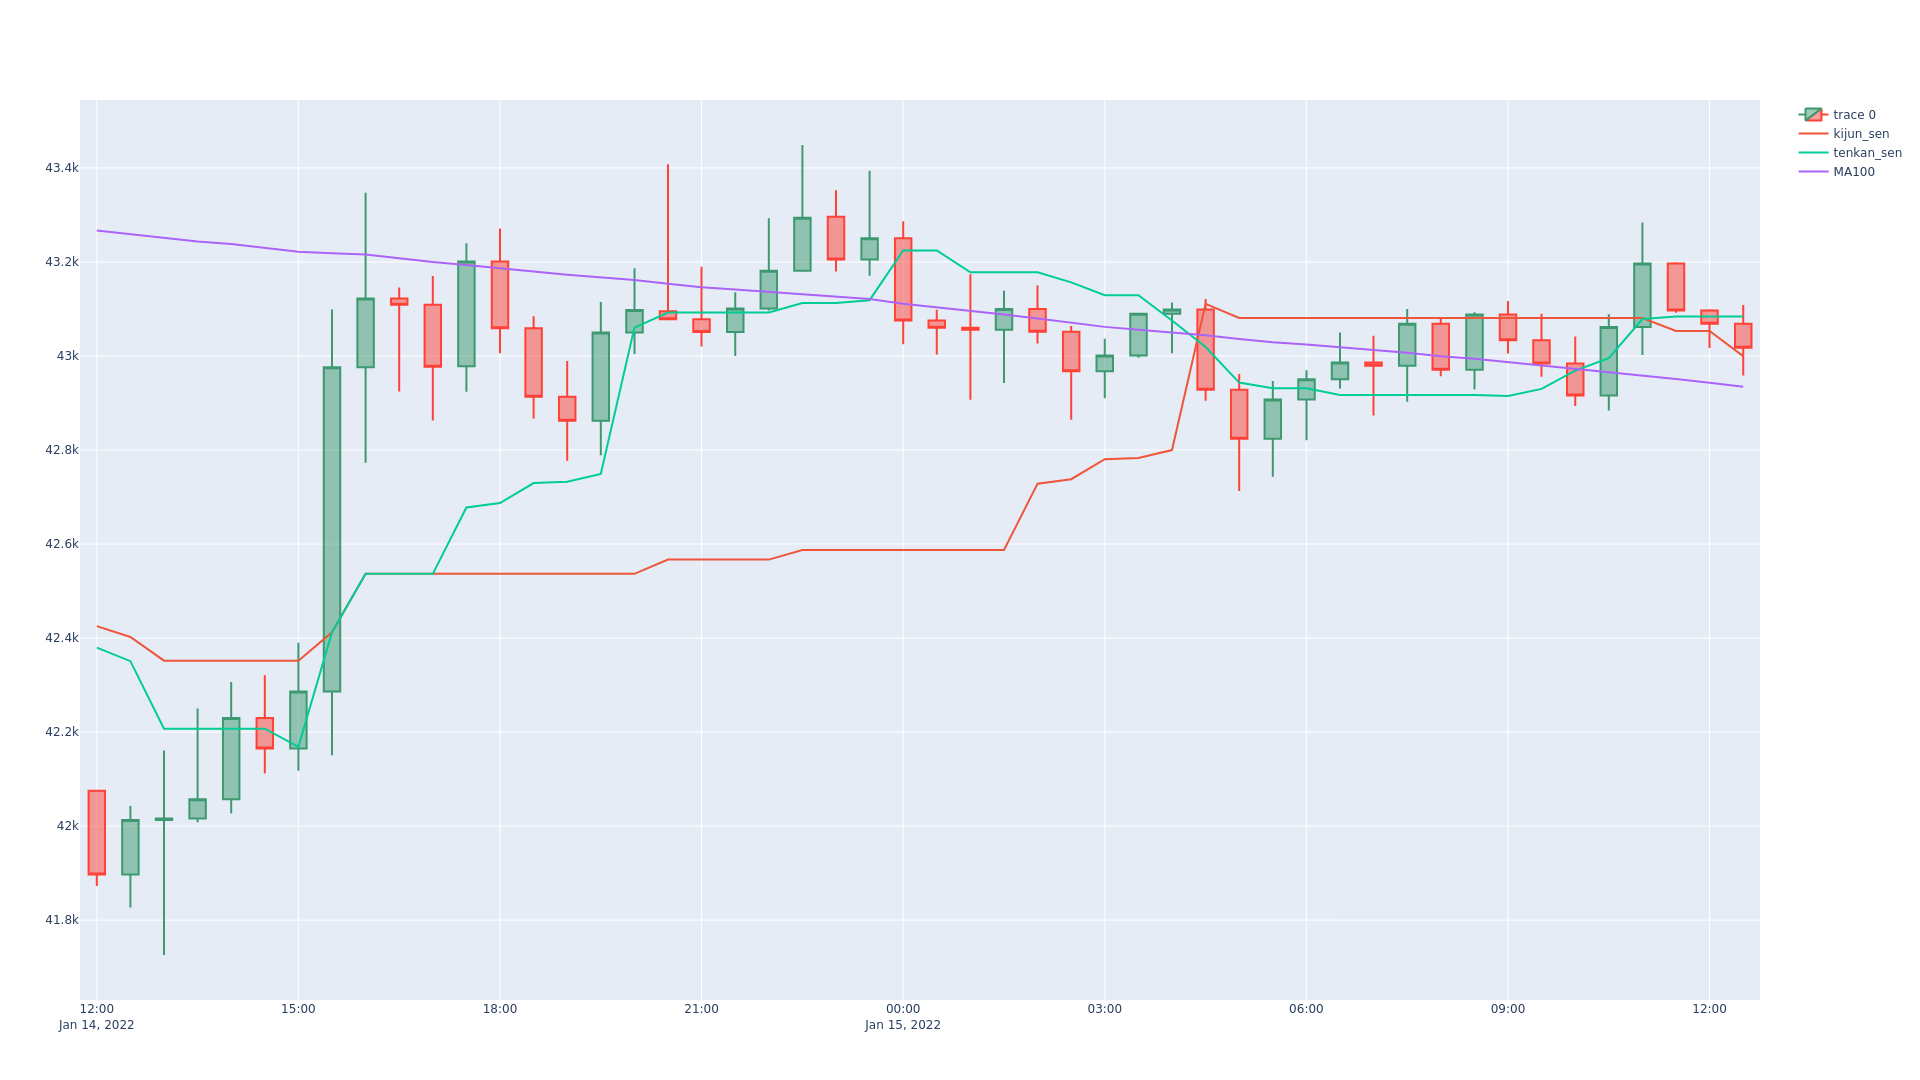 trace 0
kijun_sen
tenkan_sen
MA100
43.4k
43.2k
43k
42.8k
42.6k
42.4k
42.2k
42k
41.8k
12:00 15:00 18:00 21:00 00:00 03:00 06:00 09:00 12:00
Jan 14, 2022 Jan 15, 2022